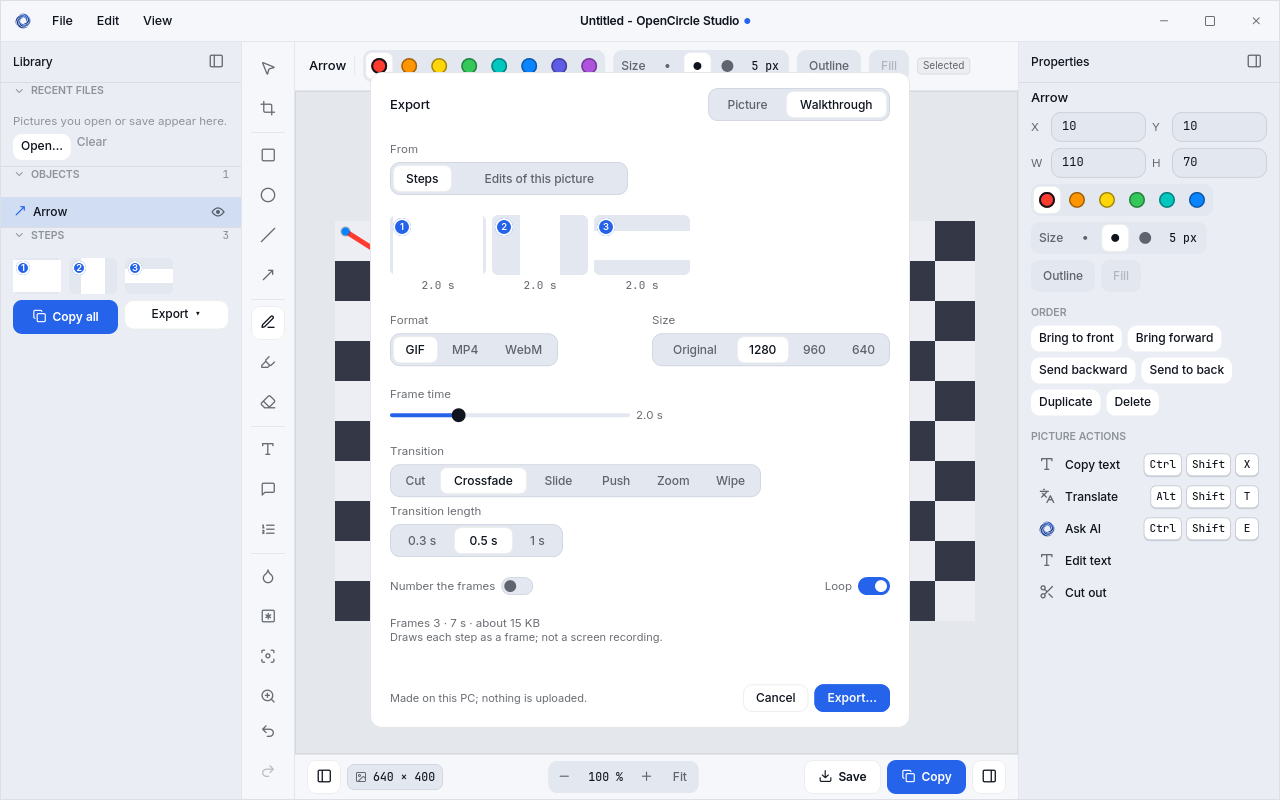 File Edit View
Untitled - OpenCircle Studio
Library
RECENT FILES
Pictures you open or save appear here.
Open... Clear
OBJECTS 1
Arrow
STEPS 3
1 2 3
Copy all Export
Arrow Size 5 px Outline Fill Selected
Export Picture Walkthrough
From
Steps Edits of this picture
1 2 3
2.0 s 2.0 s 2.0 s
Format Size
GIF MP4 WebM Original 1280 960 640
Frame time
2.0 s
Transition
Cut Crossfade Slide Push Zoom Wipe
Transition length
0.3 s 0.5 s 1 s
Number the frames Loop
Frames 3 · 7 s · about 15 KB
Draws each step as a frame; not a screen recording.
Made on this PC; nothing is uploaded. Cancel Export...
640 × 400 − 100 % + Fit Save Copy
Properties
Arrow
X 10 Y 10
W 110 H 70
Size 5 px
Outline Fill
ORDER
Bring to front Bring forward
Send backward Send to back
Duplicate Delete
PICTURE ACTIONS
Copy text Ctrl Shift X
Translate Alt Shift T
Ask AI Ctrl Shift E
Edit text
Cut out